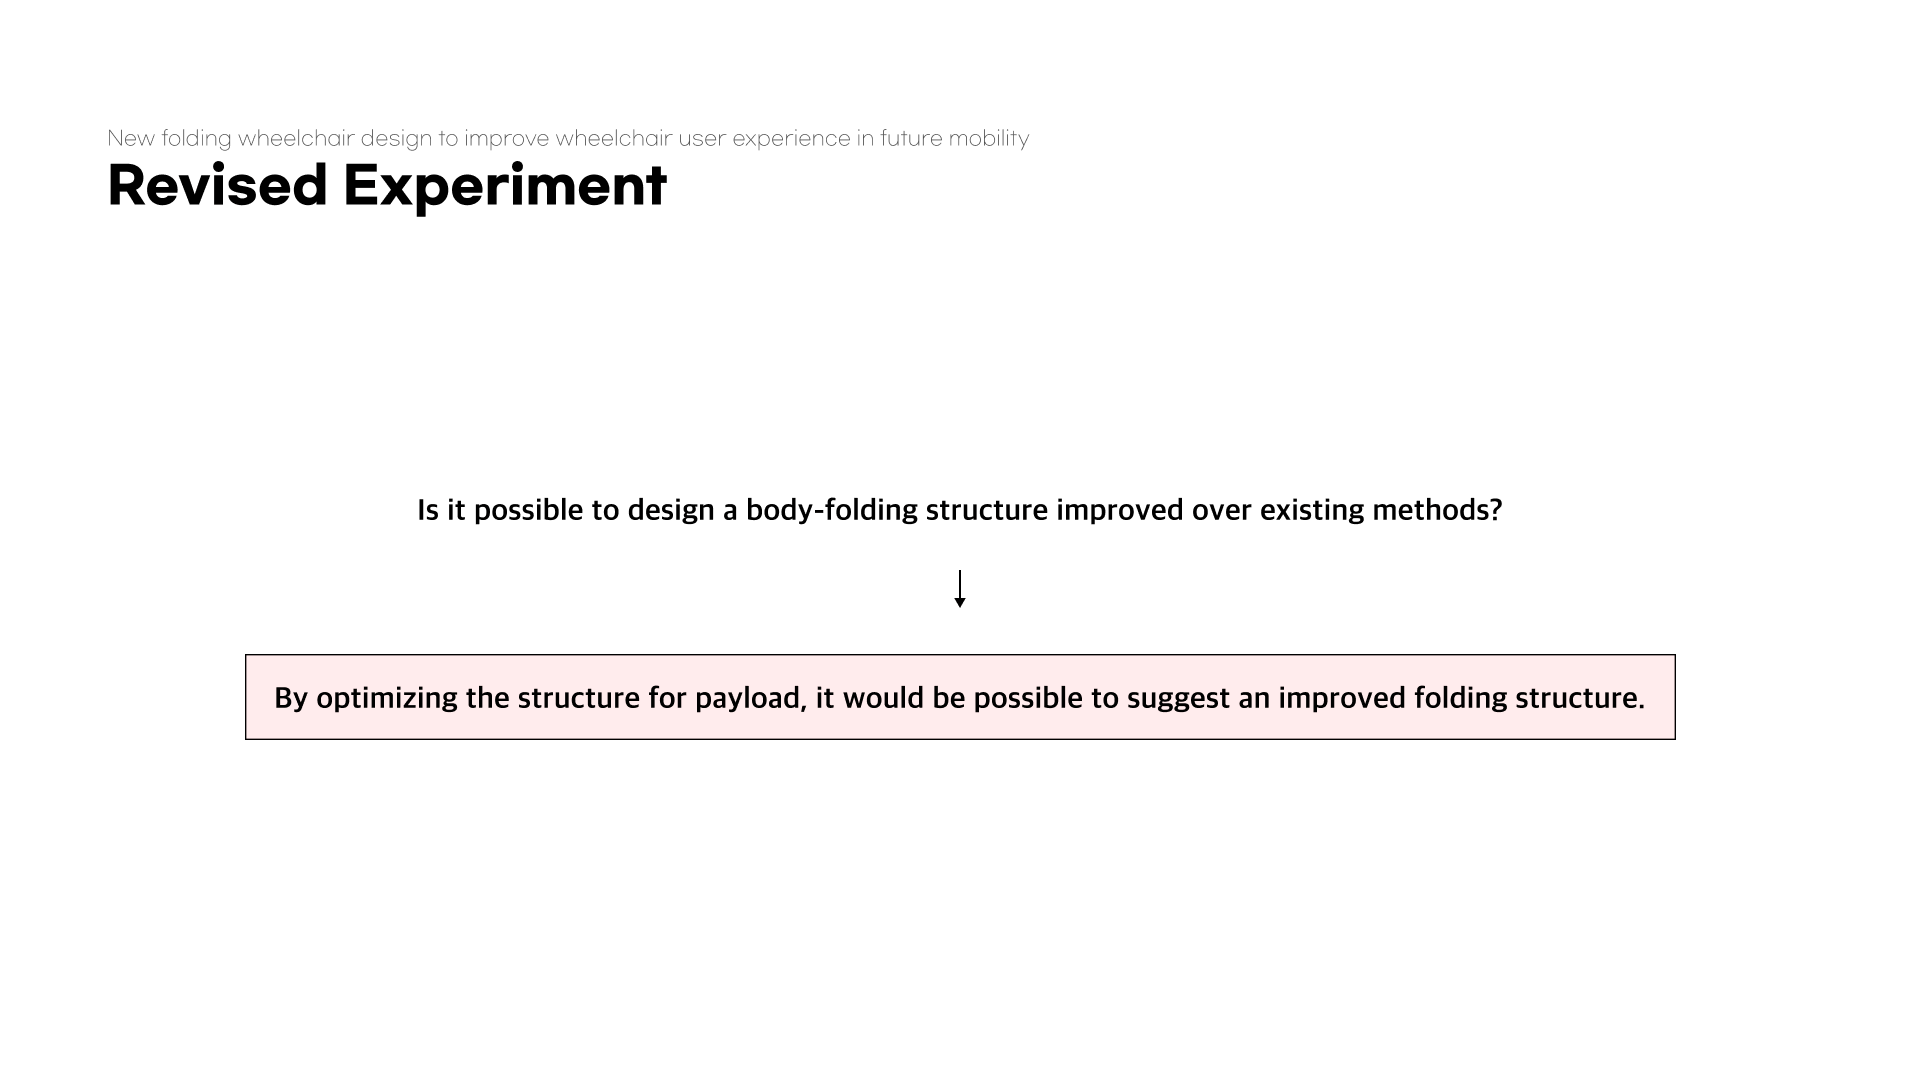 New folding wheelchair design to improve wheelchair user experience in future mobility
Revised Experiment
Is it possible to design a body-folding structure improved over existing methods?
By optimizing the structure for payload, it would be possible to suggest an improved folding structure.